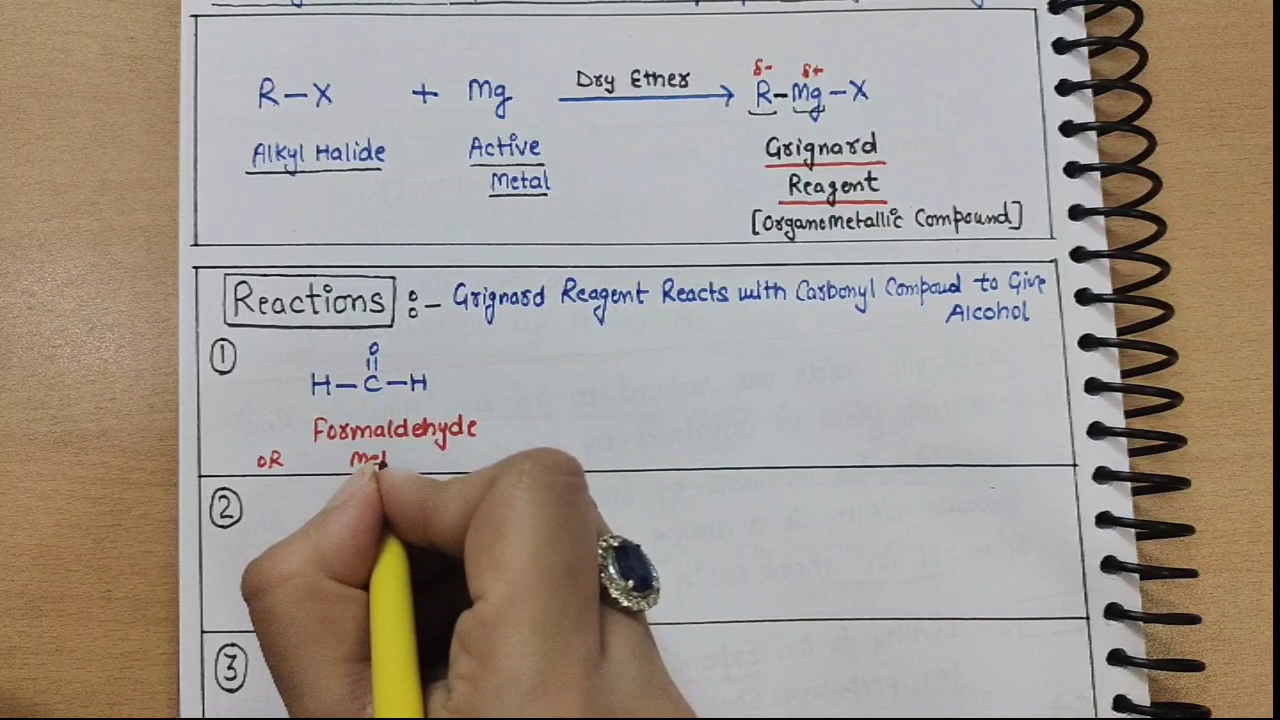 R-X + Mg Dry Ether → δ- δ+ R-Mg-X
Alkyl Halide Active Metal Grignard Reagent
[Organometallic Compound]
Reactions :- Grignard Reagent Reacts with Carbonyl Compound to Give Alcohol
① O
H-C-H
Formaldehyde
OR Met
②
③